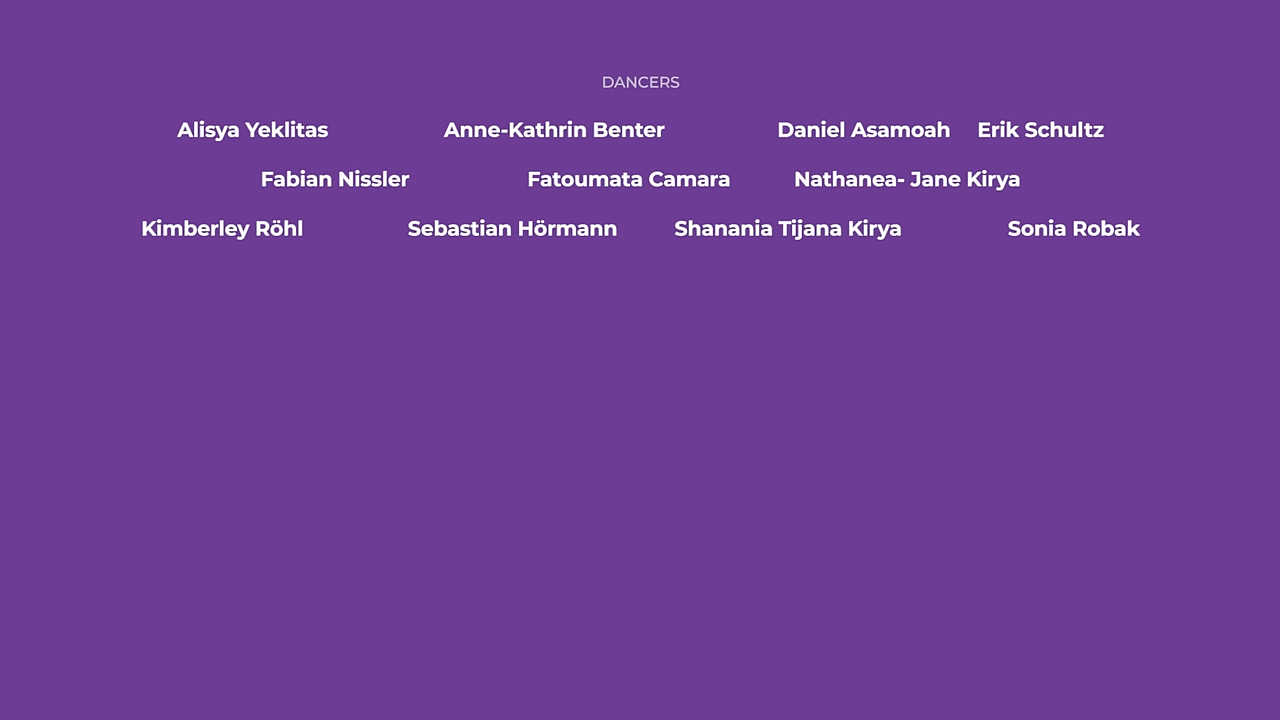 DANCERS
Alisya Yeklitas Anne-Kathrin Benter Daniel Asamoah Erik Schultz
Fabian Nissler Fatoumata Camara Nathanea- Jane Kirya
Kimberley Röhl Sebastian Hörmann Shanania Tijana Kirya Sonia Robak